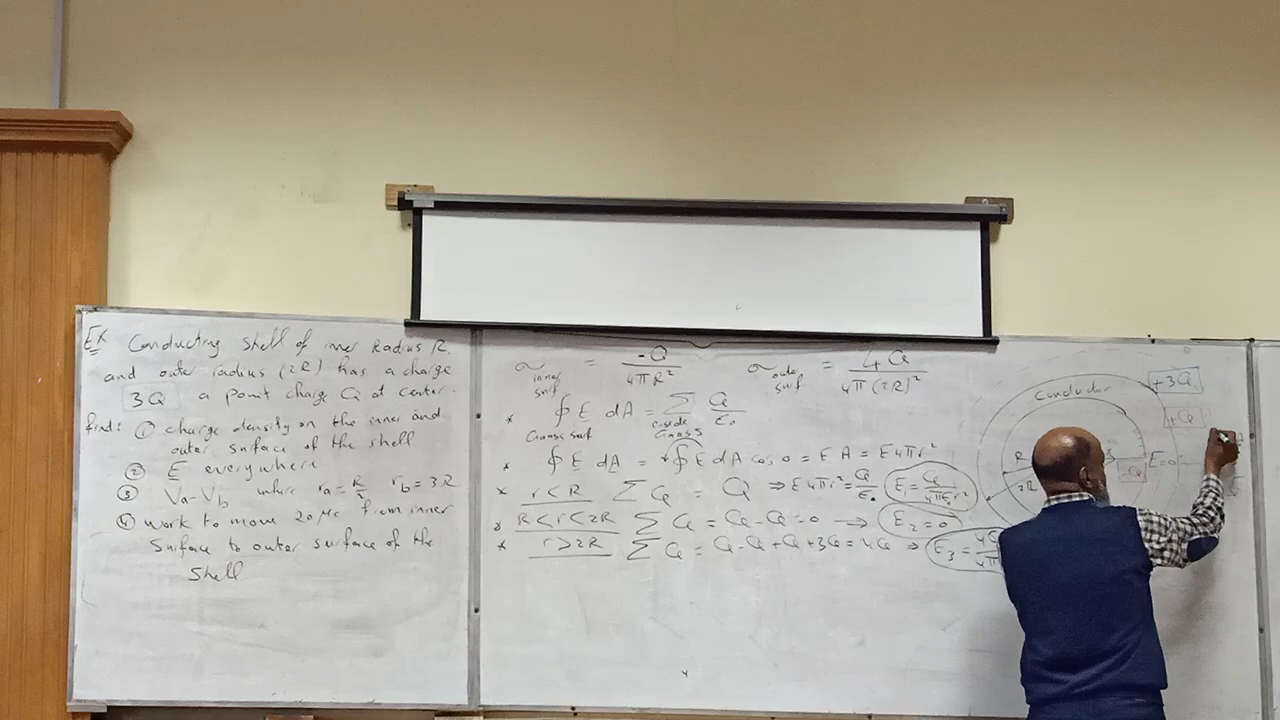 Ex Conducting shell of inner Radius R.
and outer radius (2R) has a charge
3Q a point charge Q at center.
find: ① charge density on the inner and
outer surface of the shell
② E everywhere
③ Va-Vb where ra = R/2 rb = 3R
④ work to move 20 μc from inner
surface to outer surface of the
shell
σ inner surf = -Q / 4πR² σ outer surf = 4Q / 4π(2R)²
* ∮ E dA = ∑ Q/ε₀
Gauss surf inside Gauss
* ∮ E dA = ∮ E dA cos 0 = E A = E 4πr²
* r < R ∑ Q = Q ⇒ E 4πr² = Q/ε₀ E₁ = Q / 4πε₀r²
* R < r < 2R ∑ Q = Q - Q = 0 → E₂ = 0
* r > 2R ∑ Q = Q - Q + Q + 3Q = 4Q ⇒ E₃ = 4Q / 4π
Conductor
+3Q
+Q
R
-Q
E=0
2R